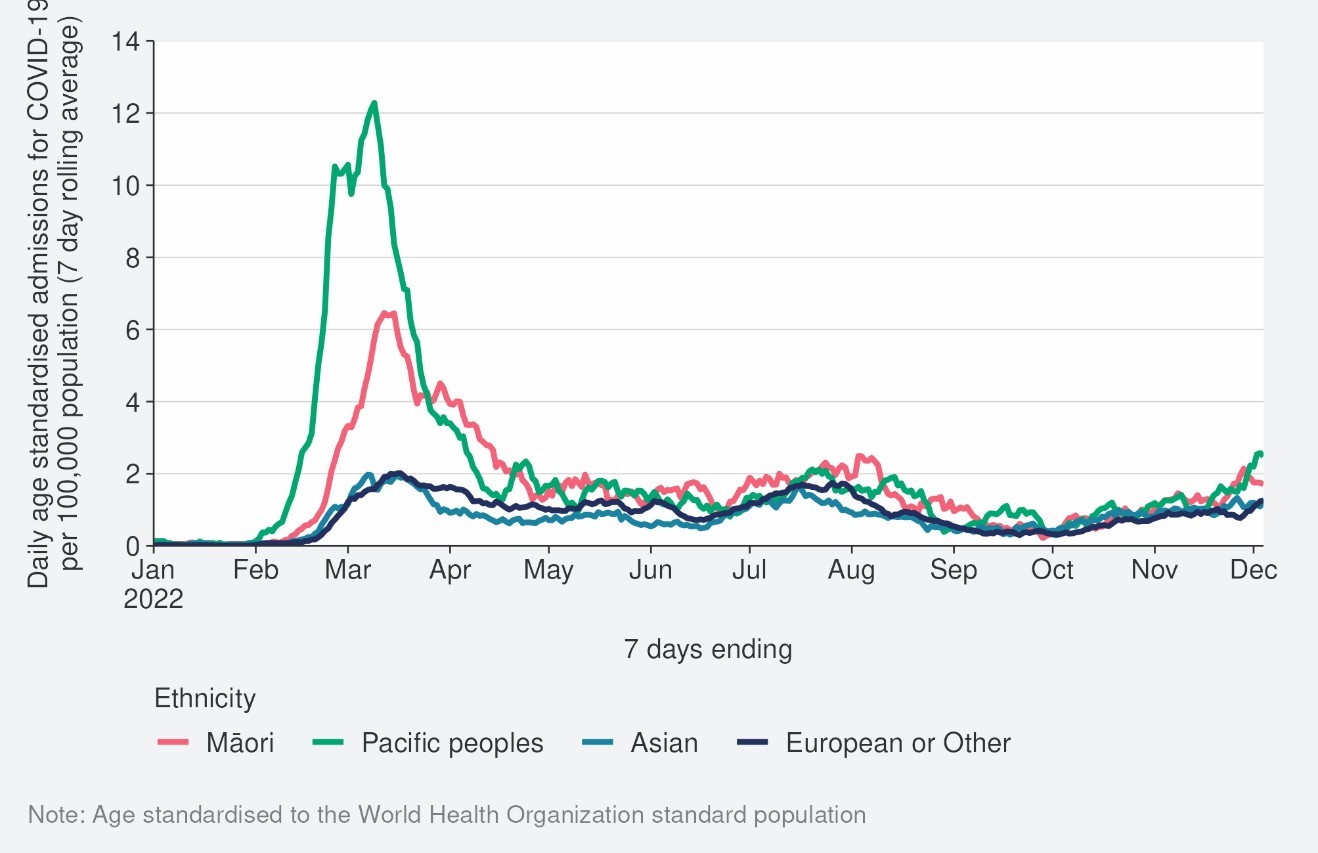 Daily age standardised admissions for COVID-19
per 100,000 population (7 day rolling average)
14
12
10
8
6
4
2
0
Jan Feb Mar Apr May Jun Jul Aug Sep Oct Nov Dec
2022
7 days ending
Ethnicity
Māori Pacific peoples Asian European or Other
Note: Age standardised to the World Health Organization standard population